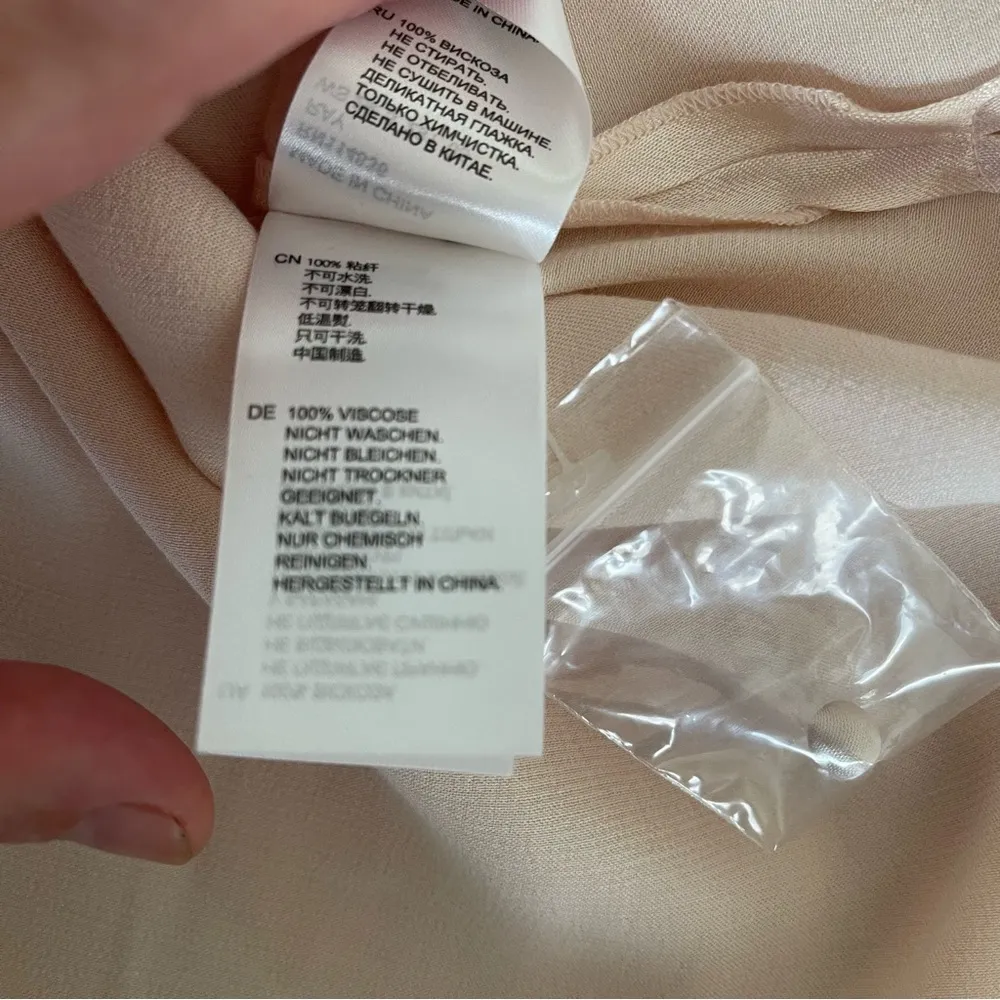 DE IN CHINA.
RU 100% ВИСКОЗА
НЕ СТИРАТЬ.
НЕ ОТБЕЛИВАТЬ.
НЕ СУШИТЬ В МАШИНЕ.
ДЕЛИКАТНАЯ ГЛАЖКА.
ТОЛЬКО ХИМЧИСТКА.
СДЕЛАНО В КИТАЕ.
CN 100% 粘纤
不可水洗.
不可漂白.
不可转笼翻转干燥.
低温熨.
只可干洗.
中国制造.
DE 100% VISCOSE
NICHT WASCHEN.
NICHT BLEICHEN.
NICHT TROCKNER
GEEIGNET.
KALT BUEGELN.
NUR CHEMISCH
REINIGEN.
HERGESTELLT IN CHINA.